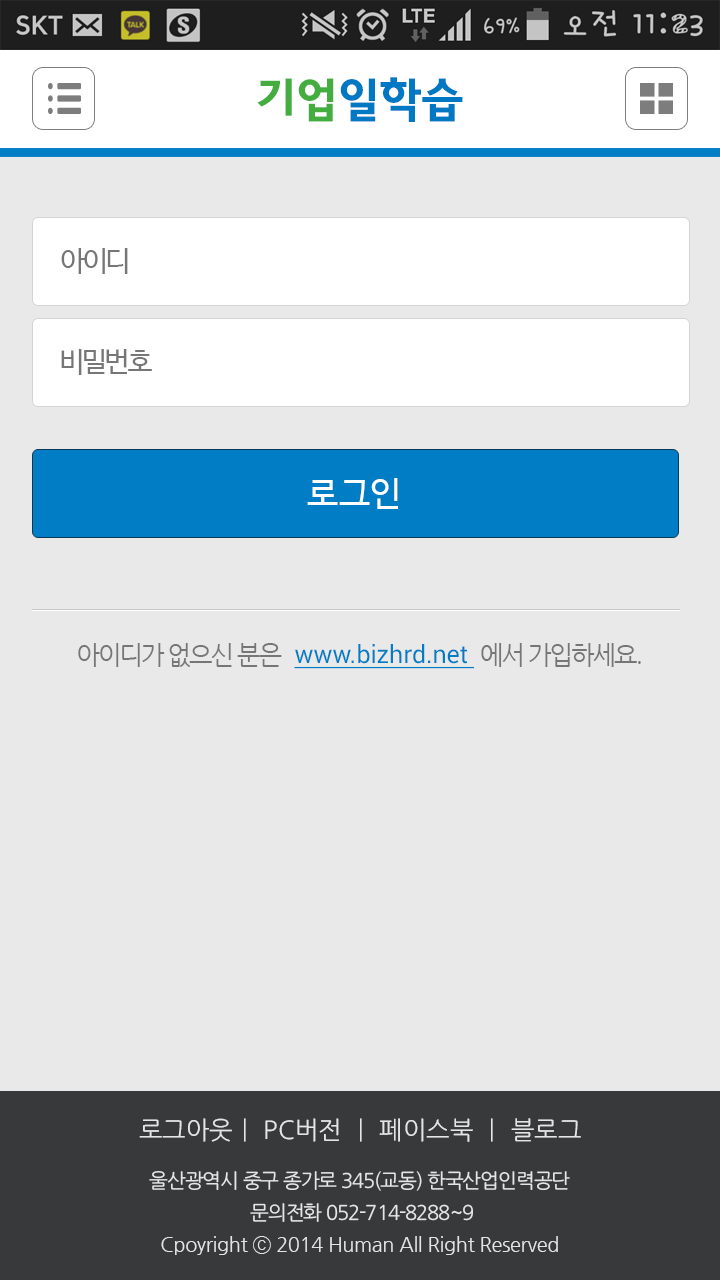 SKT TALK S LTE 69% 오전 11:23
기업일학습
아이디
비밀번호
로그인
아이디가 없으신 분은 www.bizhrd.net 에서 가입하세요.
로그아웃 | PC버전 | 페이스북 | 블로그
울산광역시 중구 종가로 345(교동) 한국산업인력공단
문의전화 052-714-8288~9
Cpoyright ⓒ 2014 Human All Right Reserved